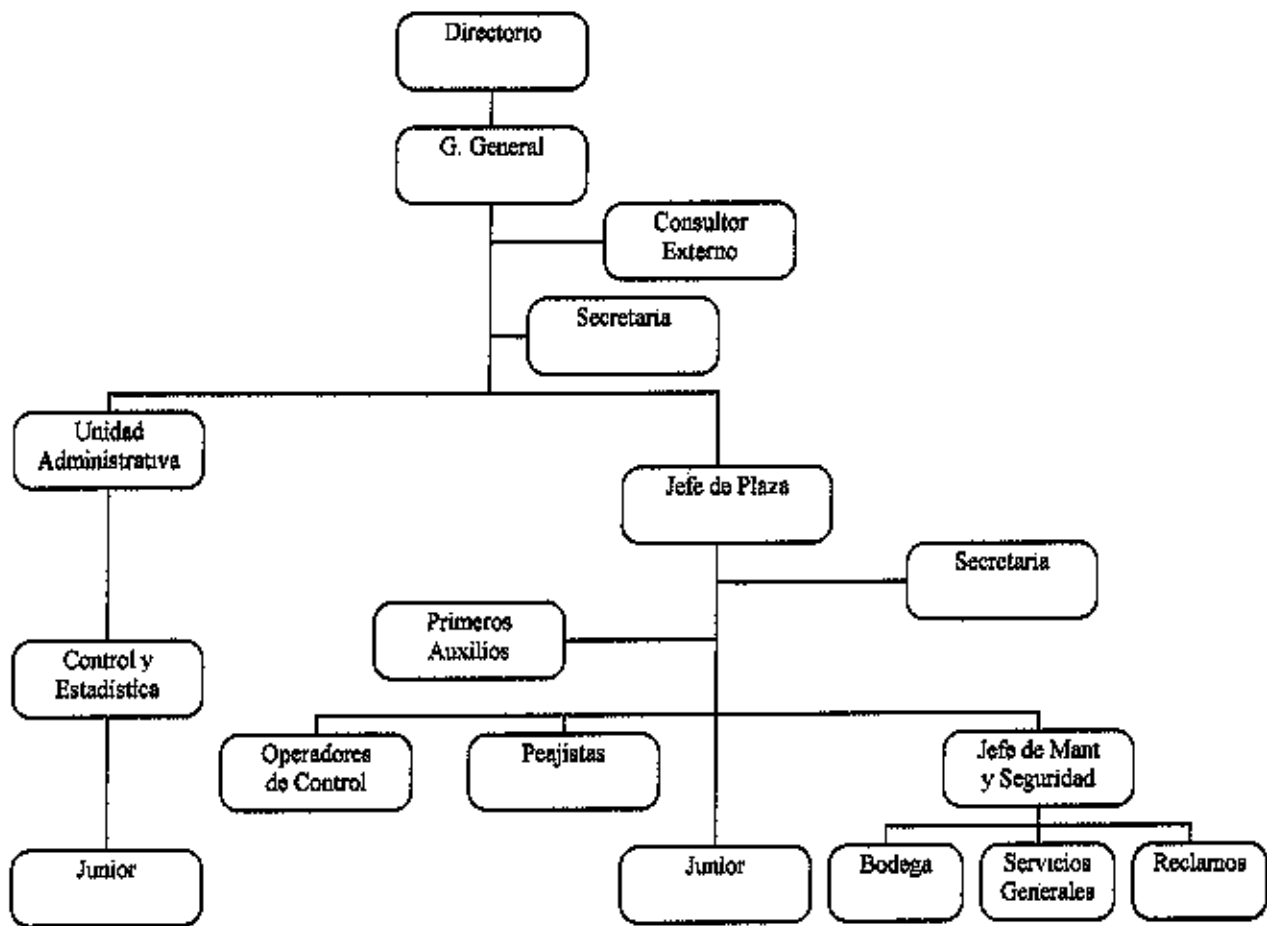 Directorio
G. General
Consultor
Externo
Secretaria
Unidad
Administrativa
Jefe de Plaza
Secretaria
Primeros
Auxilios
Control y
Estadística
Operadores
de Control
Peajistas
Jefe de Mant
y Seguridad
Junior
Junior
Bodega
Servicios
Generales
Reclamos